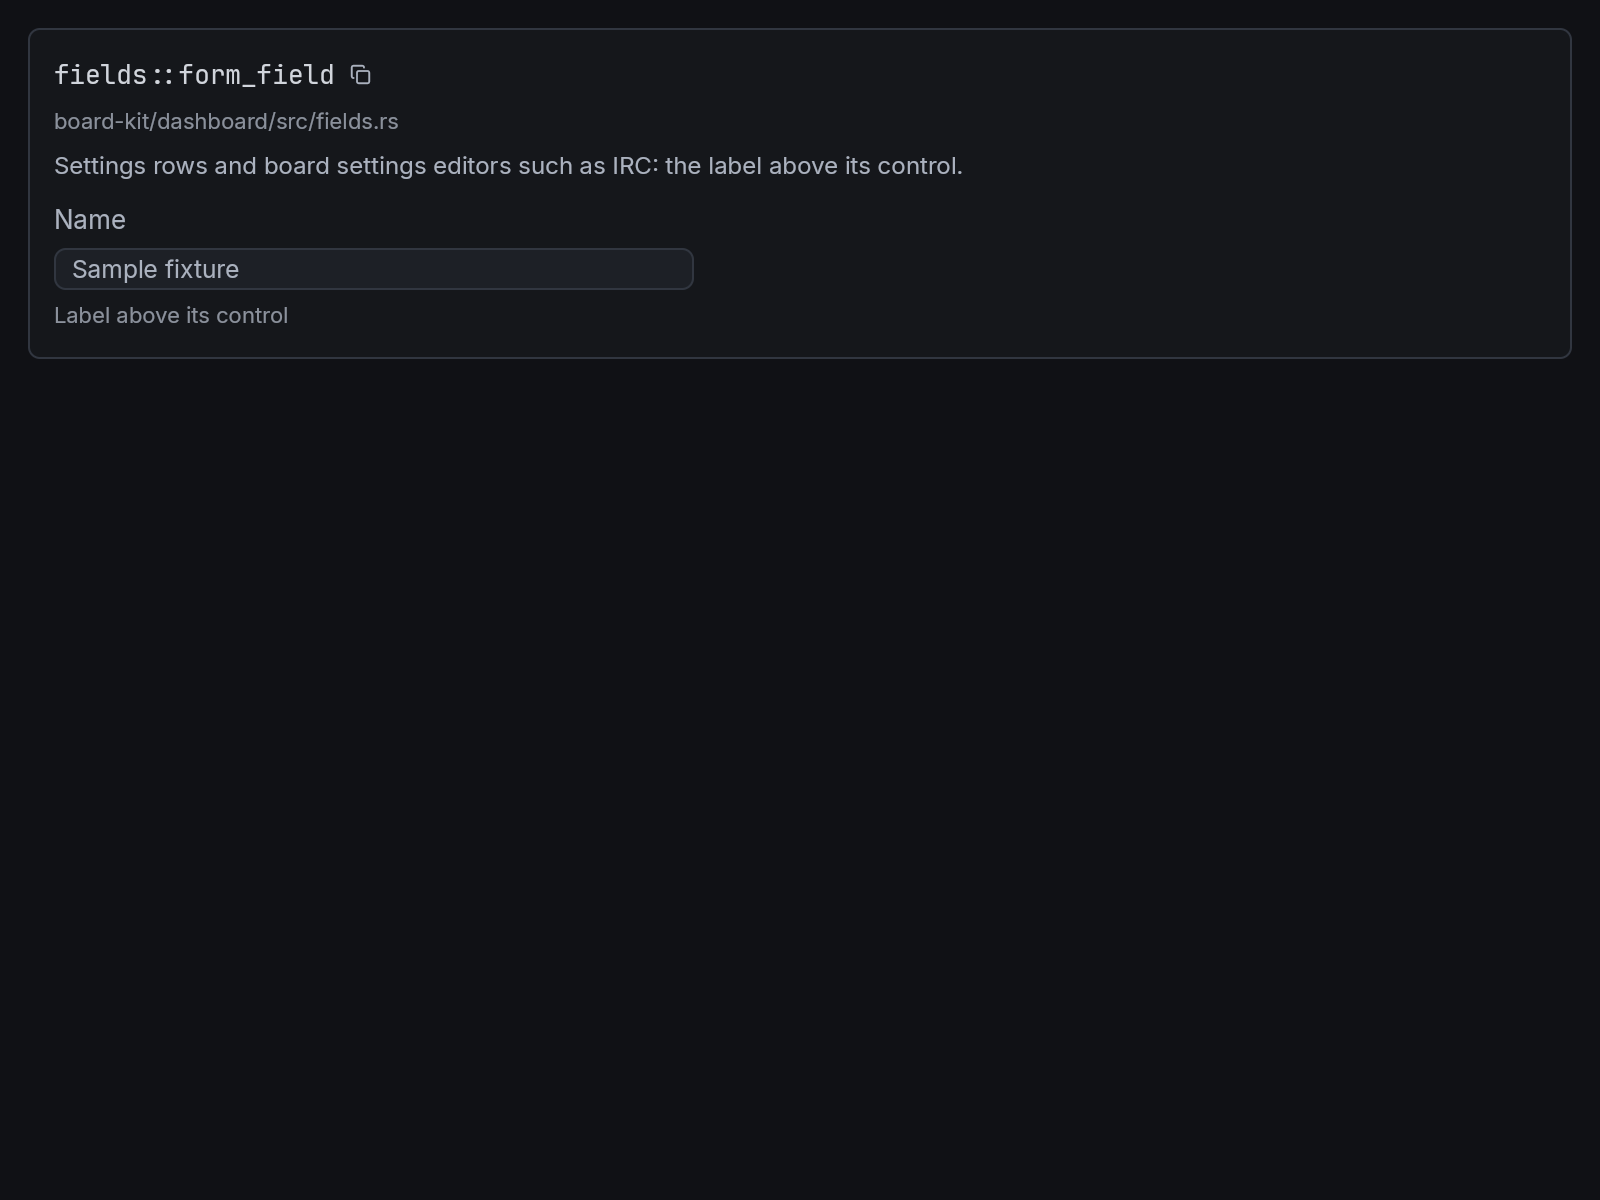 fields::form_field
board-kit/dashboard/src/fields.rs
Settings rows and board settings editors such as IRC: the label above its control.
Name
Sample fixture
Label above its control